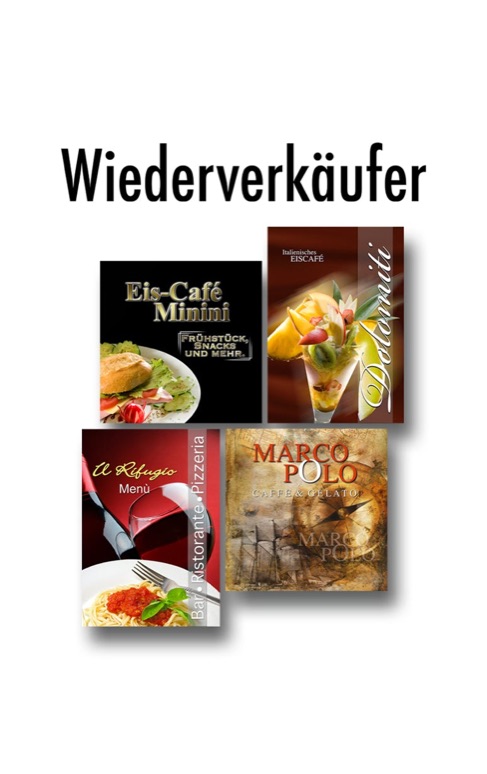 Wiederverkäufer
Eis-Café
Minini
FRÜHSTÜCK,
SNACKS
UND MEHR.
Italienisches
EISCAFÉ
Dolomiti
Il Rifugio
Menù
Bar • Ristorante • Pizzeria
MARCO
POLO
CAFFÈ & GELATO
MARCO
POLO